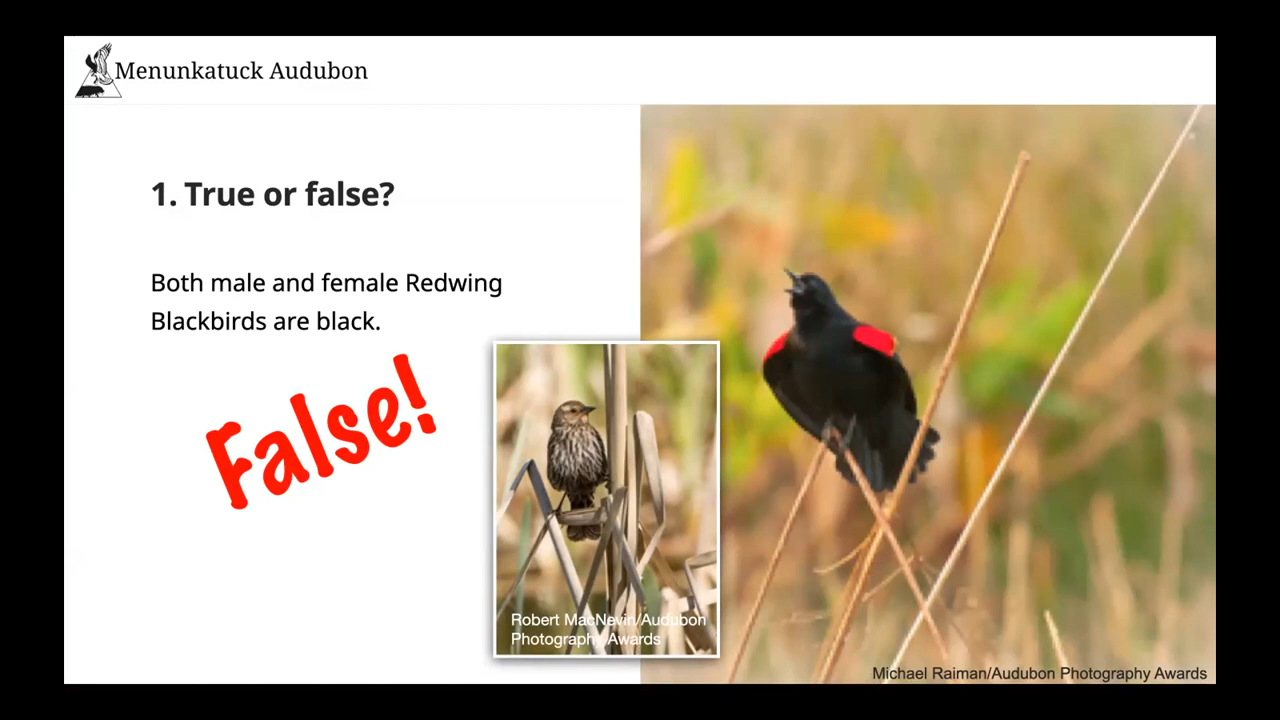 Menunkatuck Audubon
1. True or false?
Both male and female Redwing
Blackbirds are black.
False!
Robert MacNevin/Audubon
Photography Awards
Michael Raiman/Audubon Photography Awards